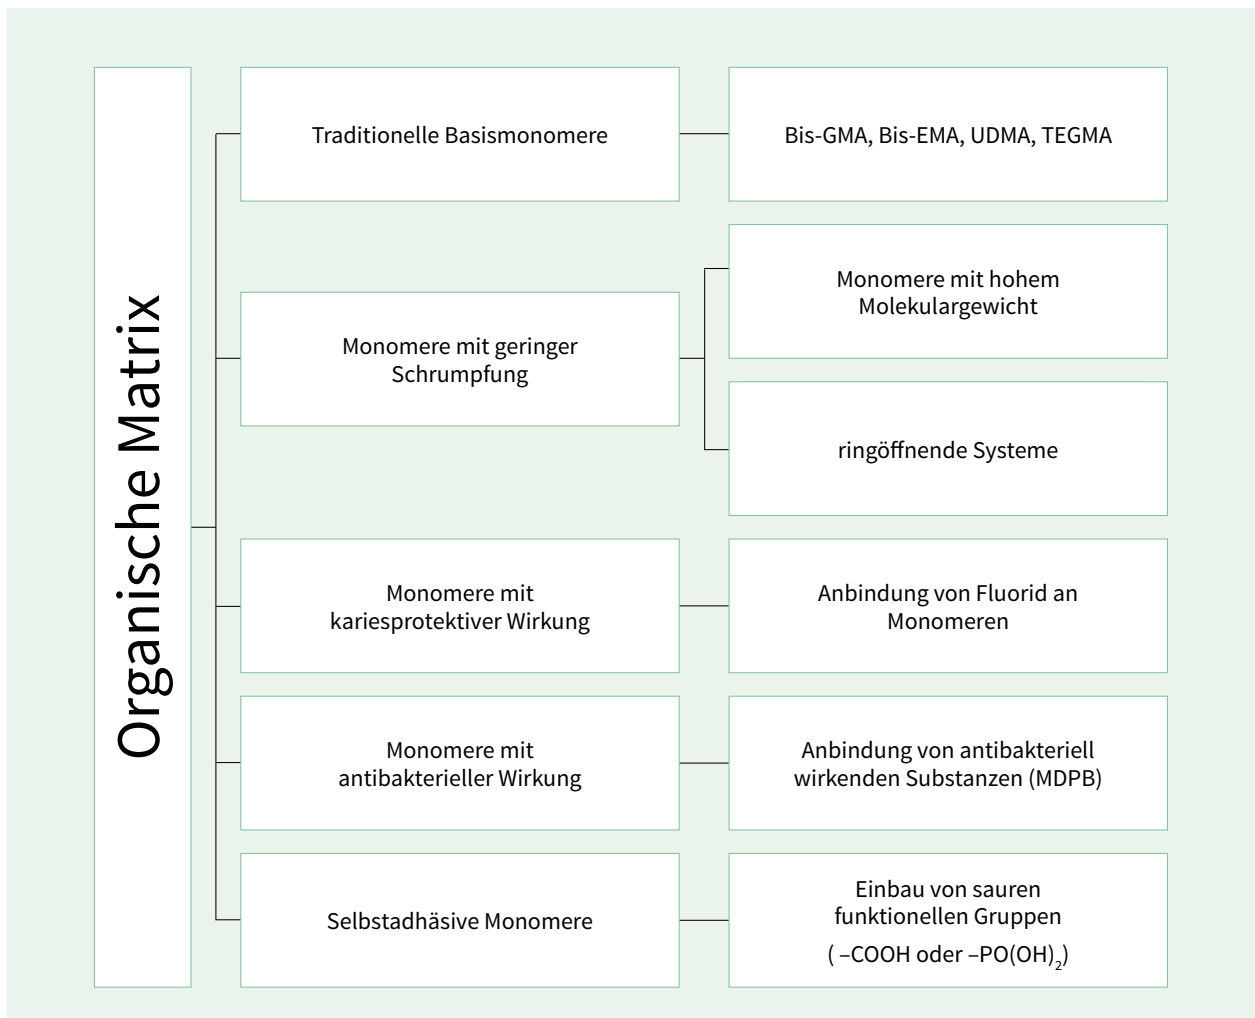 Organische Matrix
Traditionelle Basismonomere
Bis-GMA, Bis-EMA, UDMA, TEGMA
Monomere mit geringer
Schrumpfung
Monomere mit hohem
Molekulargewicht
ringöffnende Systeme
Monomere mit
kariesprotektiver Wirkung
Anbindung von Fluorid an
Monomeren
Monomere mit
antibakterieller Wirkung
Anbindung von antibakteriell
wirkenden Substanzen (MDPB)
Selbstadhäsive Monomere
Einbau von sauren
funktionellen Gruppen
( –COOH oder –PO(OH)₂)